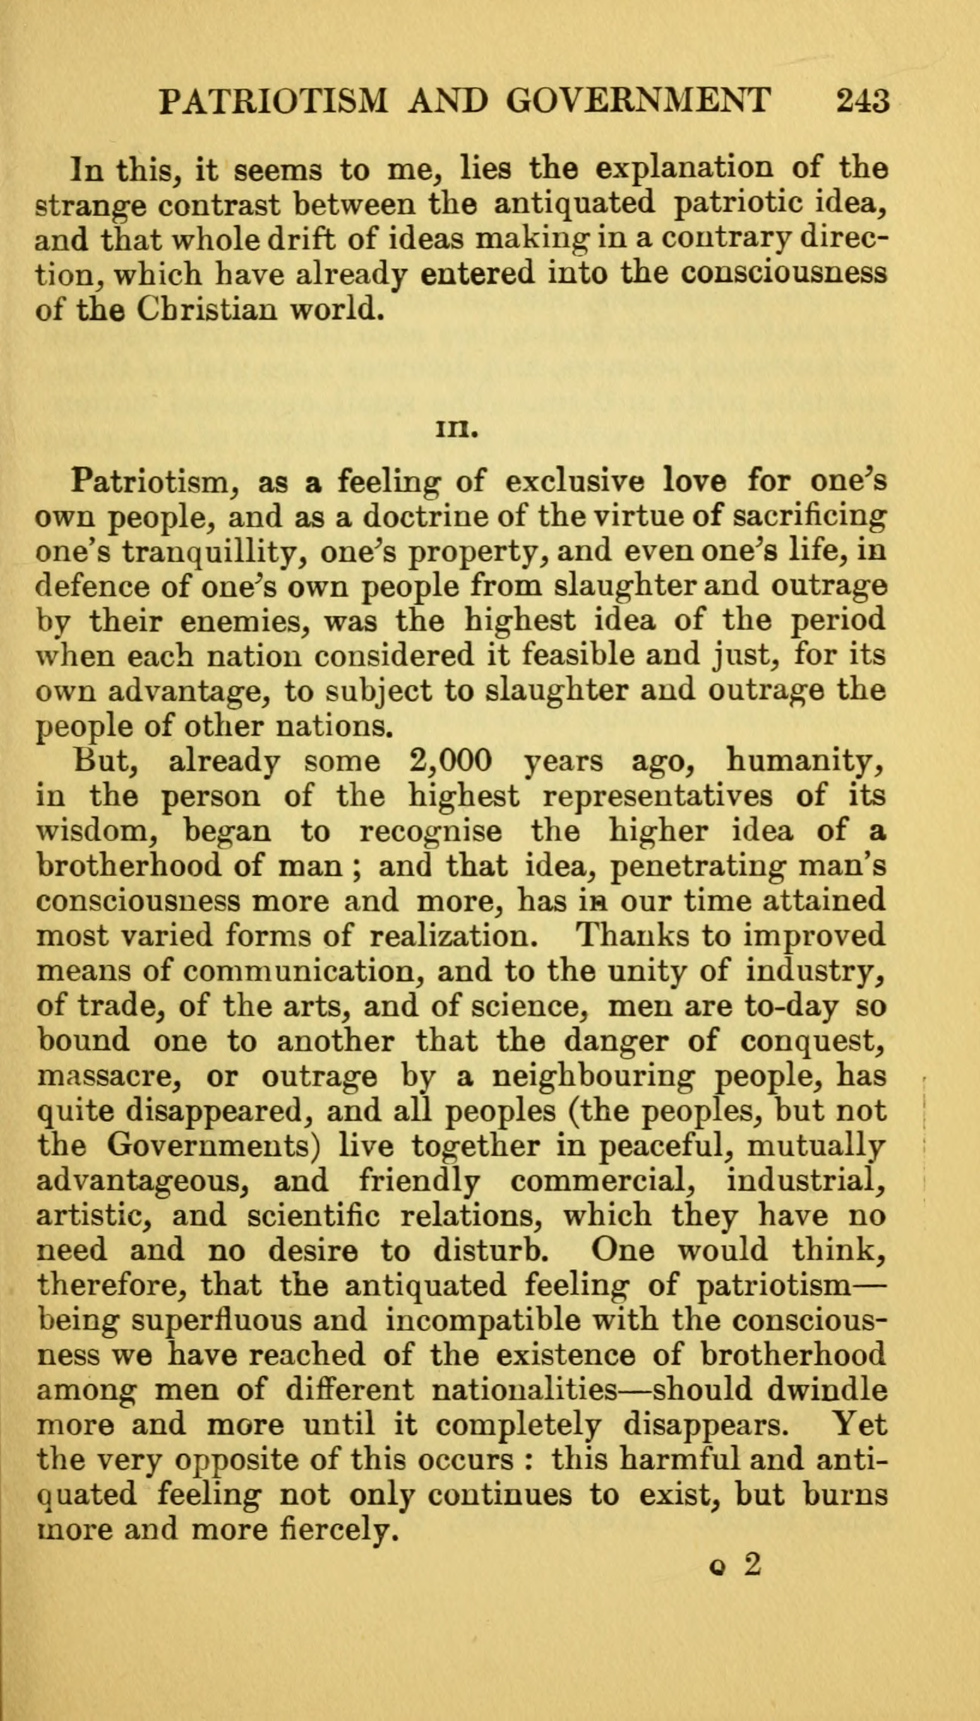 PATRIOTISM AND GOVERNMENT 243
In this, it seems to me, lies the explanation of the
strange contrast between the antiquated patriotic idea,
and that whole drift of ideas making in a contrary direc-
tion, which have already entered into the consciousness
of the Christian world.
III.
Patriotism, as a feeling of exclusive love for one's
own people, and as a doctrine of the virtue of sacrificing
one's tranquillity, one's property, and even one's life, in
defence of one's own people from slaughter and outrage
by their enemies, was the highest idea of the period
when each nation considered it feasible and just, for its
own advantage, to subject to slaughter and outrage the
people of other nations.
But, already some 2,000 years ago, humanity,
in the person of the highest representatives of its
wisdom, began to recognise the higher idea of a
brotherhood of man ; and that idea, penetrating man's
consciousness more and more, has in our time attained
most varied forms of realization. Thanks to improved
means of communication, and to the unity of industry,
of trade, of the arts, and of science, men are to-day so
bound one to another that the danger of conquest,
massacre, or outrage by a neighbouring people, has
quite disappeared, and all peoples (the peoples, but not
the Governments) live together in peaceful, mutually
advantageous, and friendly commercial, industrial,
artistic, and scientific relations, which they have no
need and no desire to disturb. One would think,
therefore, that the antiquated feeling of patriotism—
being superfluous and incompatible with the conscious-
ness we have reached of the existence of brotherhood
among men of different nationalities—should dwindle
more and more until it completely disappears. Yet
the very opposite of this occurs : this harmful and anti-
quated feeling not only continues to exist, but burns
more and more fiercely.
Q 2